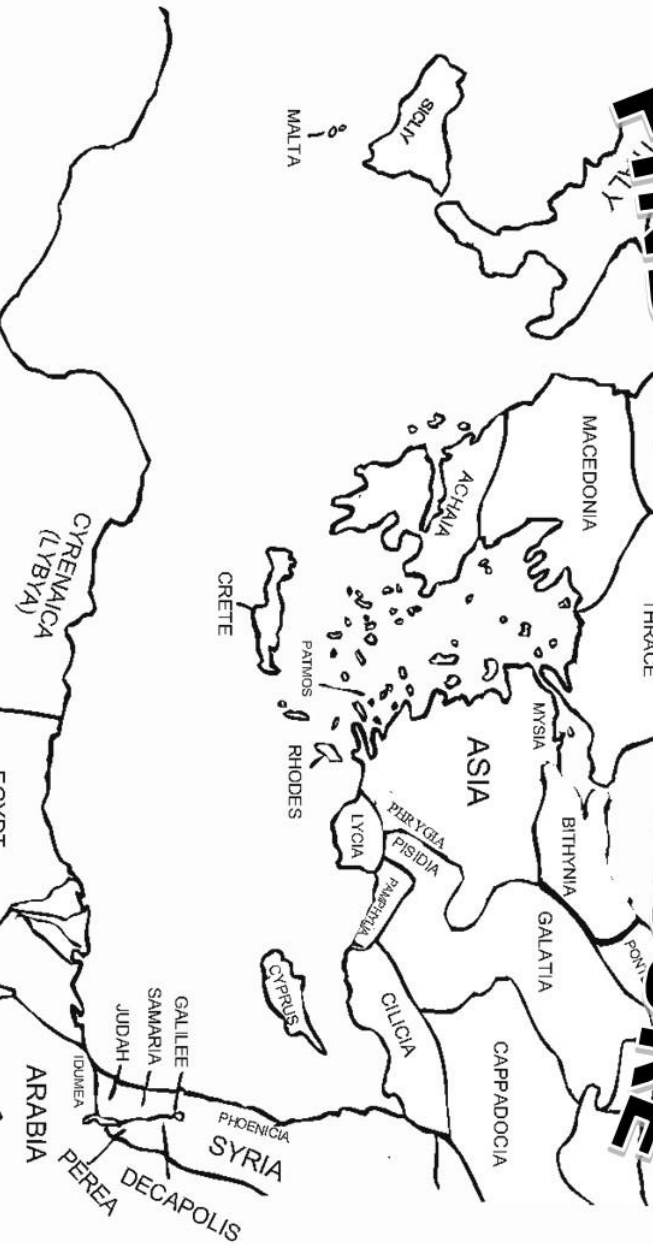 ITALY
SICLIY
MALTA
MACEDONIA
THRACE
ACHAIA
CRETE
PATMOS
RHODES
MYSIA
ASIA
BITHYNIA
PHRYGIA
PISIDIA
LYCIA
PAMPHYLIA
GALATIA
CAPPADOCIA
CILICIA
CYPRUS
CYRENAICA
(LYBYA)
EGYPT
GALILEE
SAMARIA
JUDAH
IDUMEA
PHOENICIA
SYRIA
DECAPOLIS
PEREA
ARABIA